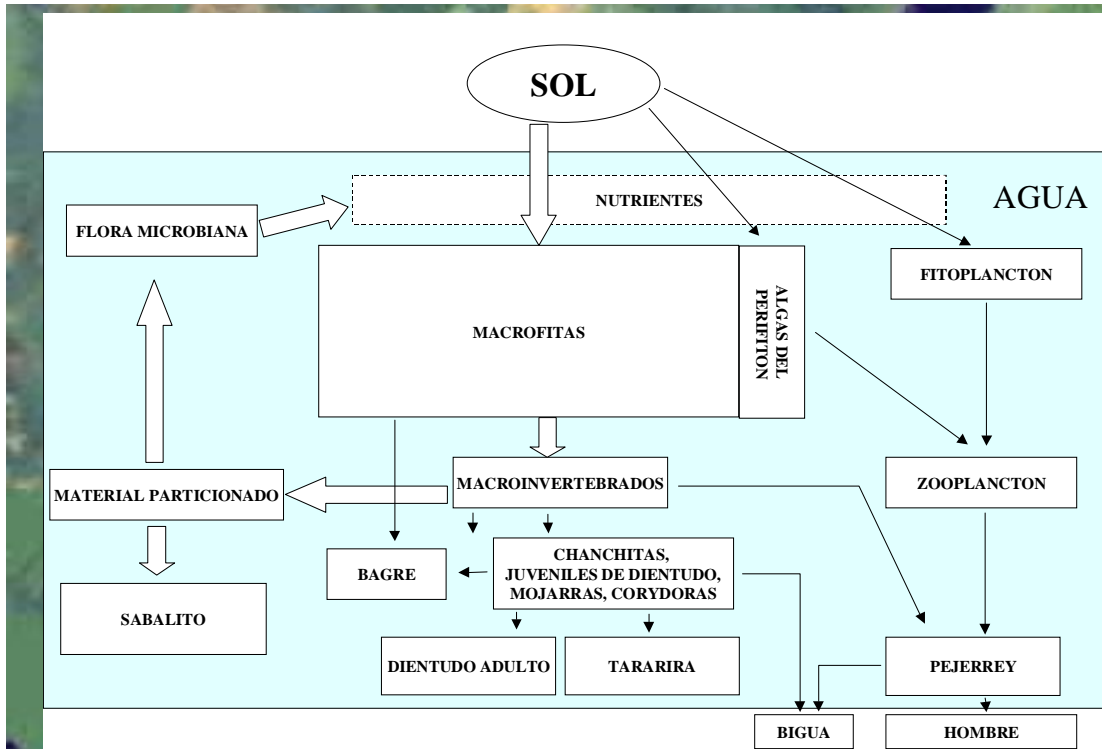 SOL
AGUA
NUTRIENTES
FLORA MICROBIANA
FITOPLANCTON
MACROFITAS
ALGAS DEL
PERIFITON
MATERIAL PARTICIONADO
MACROINVERTEBRADOS
ZOOPLANCTON
BAGRE
CHANCHITAS,
JUVENILES DE DIENTUDO,
MOJARRAS, CORYDORAS
SABALITO
DIENTUDO ADULTO
TARARIRA
PEJERREY
BIGUA
HOMBRE